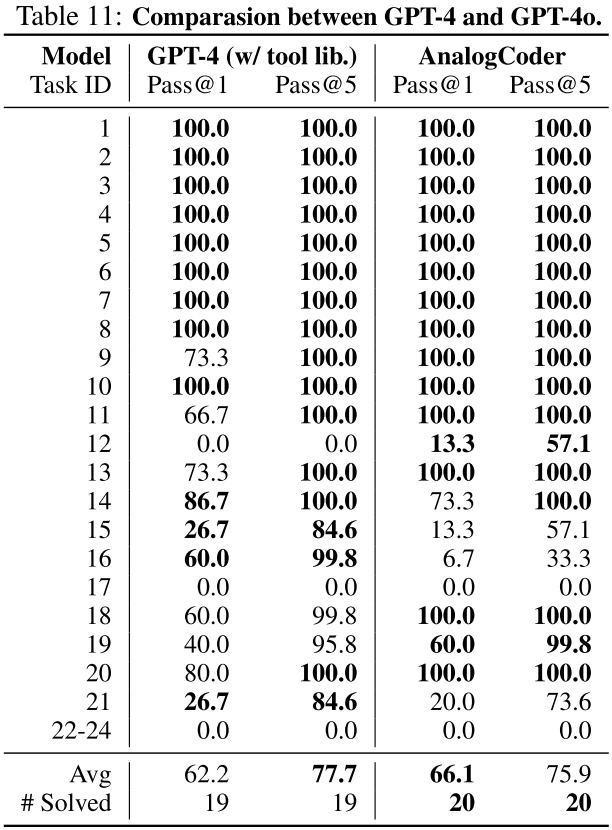 Table 11: Comparasion between GPT-4 and GPT-4o.
Model GPT-4 (w/ tool lib.) AnalogCoder
Task ID Pass@1 Pass@5 Pass@1 Pass@5
1 100.0 100.0 100.0 100.0
2 100.0 100.0 100.0 100.0
3 100.0 100.0 100.0 100.0
4 100.0 100.0 100.0 100.0
5 100.0 100.0 100.0 100.0
6 100.0 100.0 100.0 100.0
7 100.0 100.0 100.0 100.0
8 100.0 100.0 100.0 100.0
9 73.3 100.0 100.0 100.0
10 100.0 100.0 100.0 100.0
11 66.7 100.0 100.0 100.0
12 0.0 0.0 13.3 57.1
13 73.3 100.0 100.0 100.0
14 86.7 100.0 73.3 100.0
15 26.7 84.6 13.3 57.1
16 60.0 99.8 6.7 33.3
17 0.0 0.0 0.0 0.0
18 60.0 99.8 100.0 100.0
19 40.0 95.8 60.0 99.8
20 80.0 100.0 100.0 100.0
21 26.7 84.6 20.0 73.6
22-24 0.0 0.0 0.0 0.0
Avg 62.2 77.7 66.1 75.9
# Solved 19 19 20 20